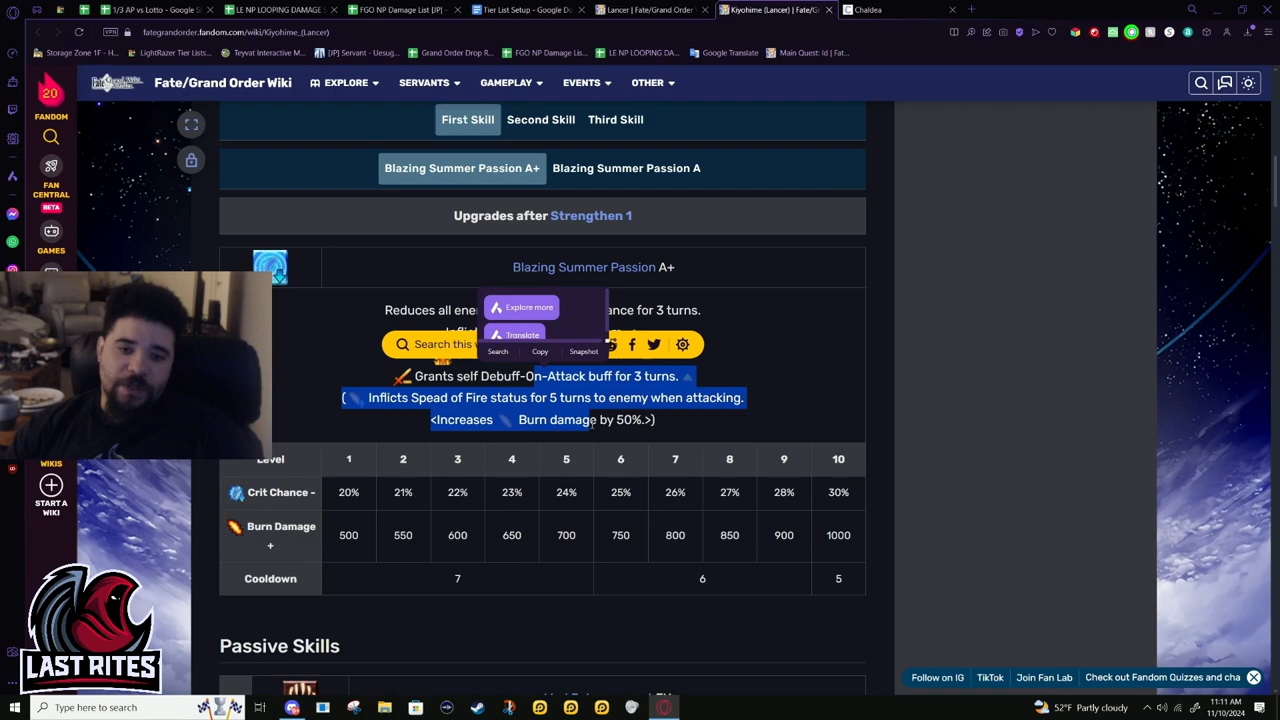 1/3 AP vs Lotto - Google S
LE NP LOOPING DAMAGE S
FGO NP Damage List [JP] -
Tier List Setup - Google Do
Lancer | Fate/Grand Order
Kiyohime (Lancer) | Fate/G
Chaldea
VPN
fategrandorder.fandom.com/wiki/Kiyohime_(Lancer)
Storage Zone 1F - H...
LightRazer Tier Lists...
Teyvat Interactive M...
[JP] Servant - Uesug...
Grand Order Drop R...
FGO NP Damage Lis...
LE NP LOOPING DA...
Google Translate
Main Quest: Id | Fat...
20
FANDOM
FAN
CENTRAL
BETA
GAMES
WIKIS
START A
WIKI
Fate/Grand Order Wiki
EXPLORE
SERVANTS
GAMEPLAY
EVENTS
OTHER
First Skill
Second Skill
Third Skill
Blazing Summer Passion A+
Blazing Summer Passion A
Upgrades after Strengthen 1
Blazing Summer Passion A+
Reduces all ene
ance for 3 turns.
Explore more
Translate
Search this
Search
Copy
Snapshot
Grants self Debuff-On-Attack buff for 3 turns.
( Inflicts Spead of Fire status for 5 turns to enemy when attacking.
<Increases Burn damage by 50%.>)
Level 1 2 3 4 5 6 7 8 9 10
Crit Chance - 20% 21% 22% 23% 24% 25% 26% 27% 28% 30%
Burn Damage + 500 550 600 650 700 750 800 850 900 1000
Cooldown 7 6 5
Passive Skills
LAST RITES
Follow on IG
TikTok
Join Fan Lab
Check out Fandom Quizzes and cha
Type here to search
52°F Partly cloudy
11:11 AM
11/10/2024